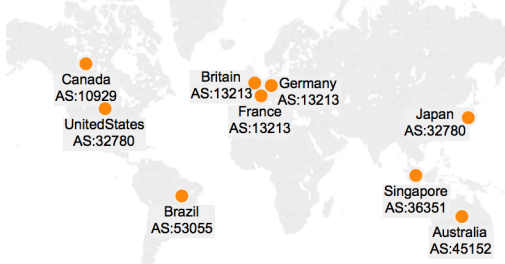 Canada
AS:10929
UnitedStates
AS:32780
Britain
AS:13213
Germany
AS:13213
France
AS:13213
Japan
AS:32780
Singapore
AS:36351
Brazil
AS:53055
Australia
AS:45152